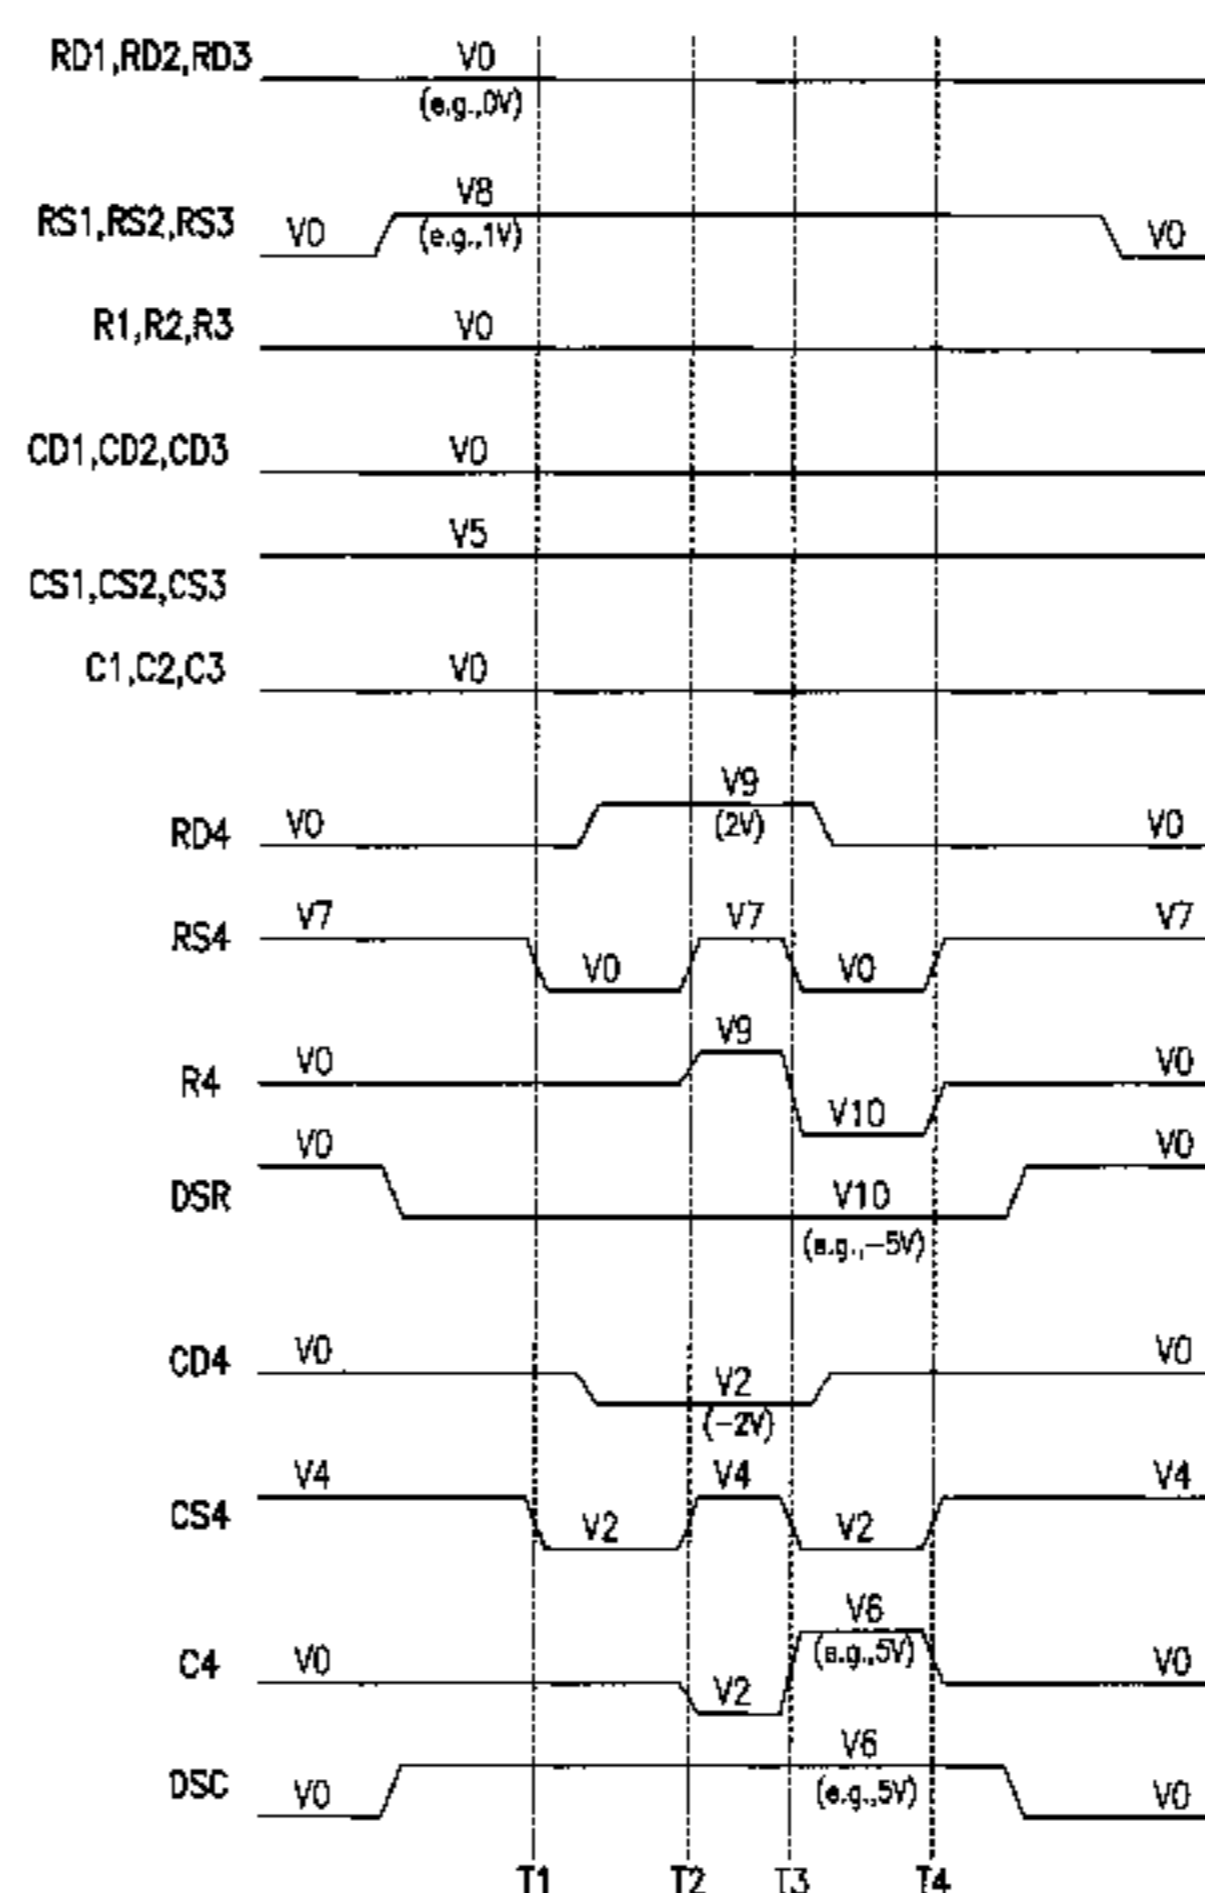 RD1,RD2,RD3 V0
(e.g.,0V)
V8
RS1,RS2,RS3 V0 (e.g.,1V) V0
R1,R2,R3 V0
CD1,CD2,CD3 V0
V5
CS1,CS2,CS3
C1,C2,C3 V0
V9
RD4 V0 (2V) V0
V7 V7 V7
RS4
V0 V0
V9
R4 V0 V0
V10
V0 V0
DSR V10
(e.g.,-5V)
CD4 V0 V0
V2
(-2V)
V4 V4 V4
CS4
V2 V2
V6
C4 V0 (e.g.,5V) V0
V2
V6
DSC V0 (e.g.,5V) V0
T1 T2 T3 T4